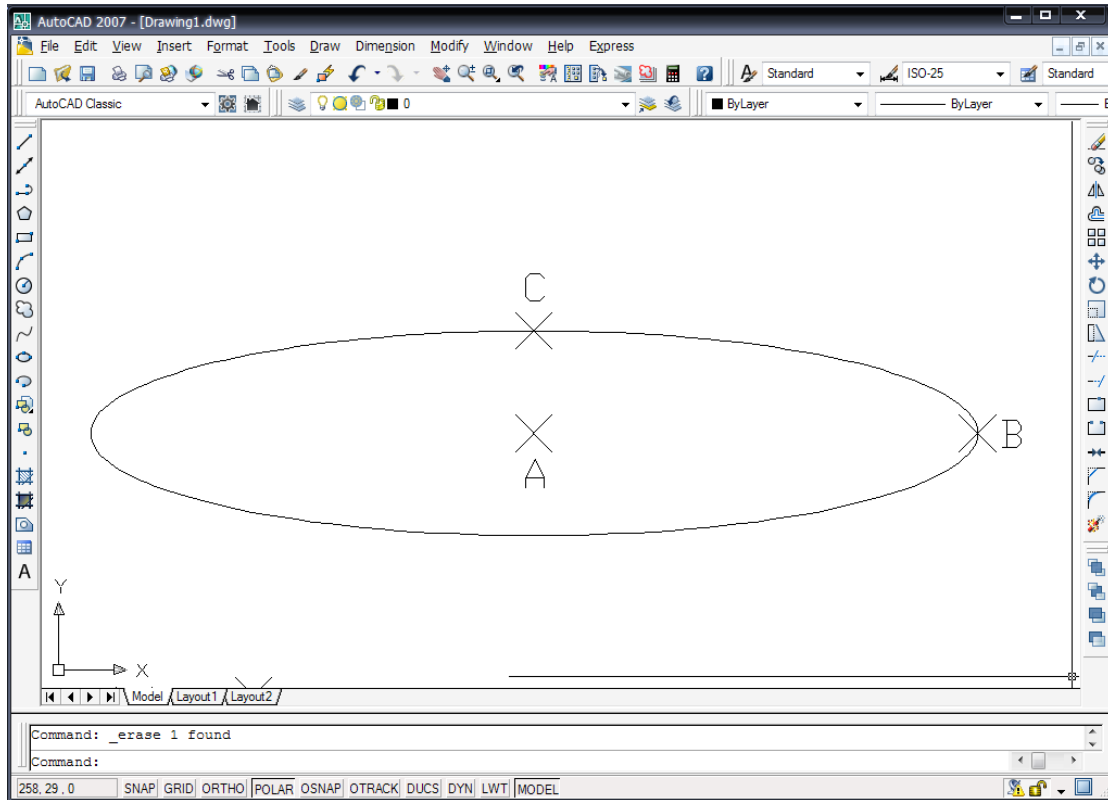 AutoCAD 2007 - [Drawing1.dwg]
File Edit View Insert Format Tools Draw Dimension Modify Window Help Express
Standard ISO-25 Standard
AutoCAD Classic 0 ByLayer ByLayer
C
B
A
A
Y
X
Model Layout1 Layout2
Command: _erase 1 found
Command:
258, 29 , 0 SNAP GRID ORTHO POLAR OSNAP OTRACK DUCS DYN LWT MODEL